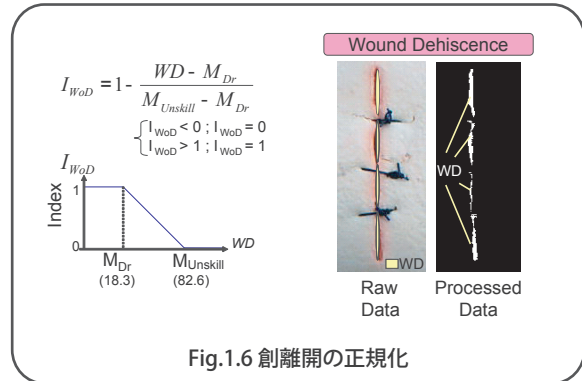 Wound Dehiscence
I_WoD = 1 - (WD - M_Dr) / (M_Unskill - M_Dr)
{ I_WoD < 0 ; I_WoD = 0
I_WoD > 1 ; I_WoD = 1
I_WoD
Index
1
0
WD
M_Dr
(18.3)
M_Unskill
(82.6)
WD
WD
Raw
Data
Processed
Data
Fig.1.6 創離開の正規化